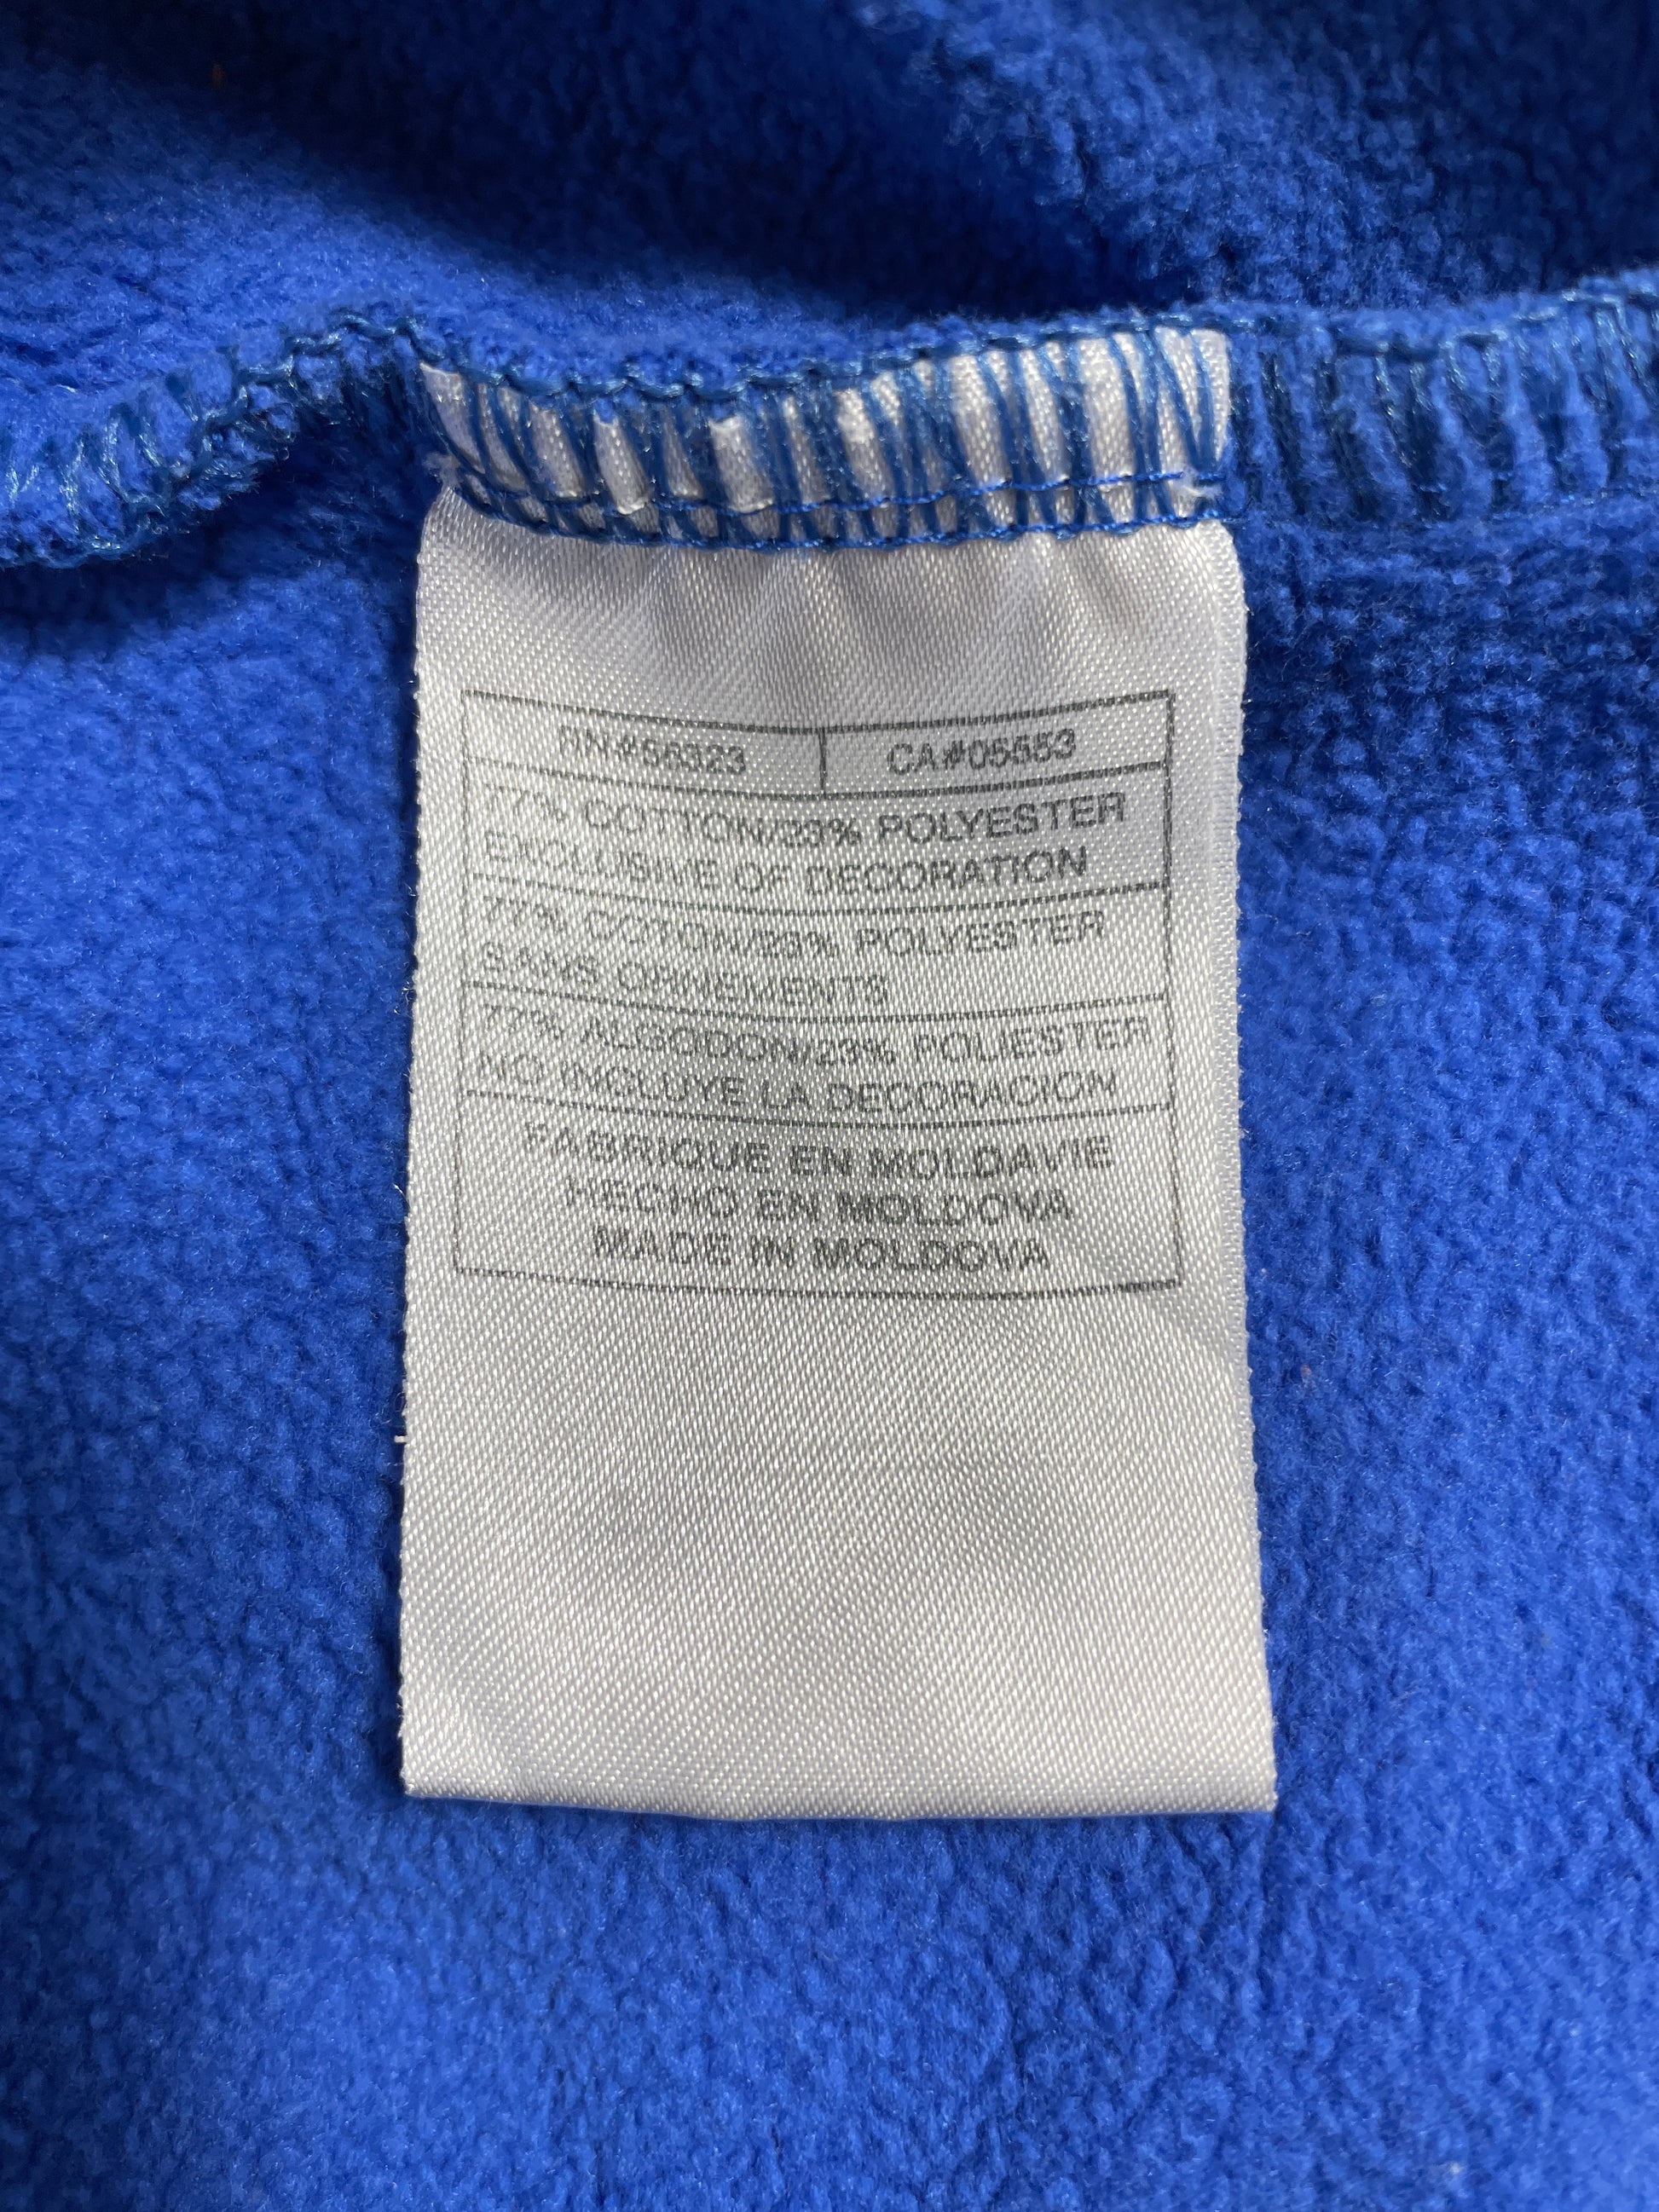 RN#56323 CA#05553
77% COTTON/23% POLYESTER
EXCLUSIVE OF DECORATION
77% COTON/23% POLYESTER
SANS ORNEMENTS
77% ALGODON/23% POLIESTER
NO INCLUYE LA DECORACION
FABRIQUE EN MOLDAVIE
HECHO EN MOLDOVA
MADE IN MOLDOVA